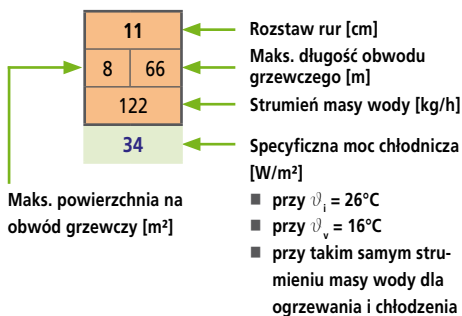 11
8 66
122
34
Rozstaw rur [cm]
Maks. długość obwodu
grzewczego [m]
Strumień masy wody [kg/h]
Specyficzna moc chłodnicza
[W/m²]
■ przy ϑi = 26°C
■ przy ϑv = 16°C
■ przy takim samym stru-
mieniu masy wody dla
ogrzewania i chłodzenia
Maks. powierzchnia na
obwód grzewczy [m²]